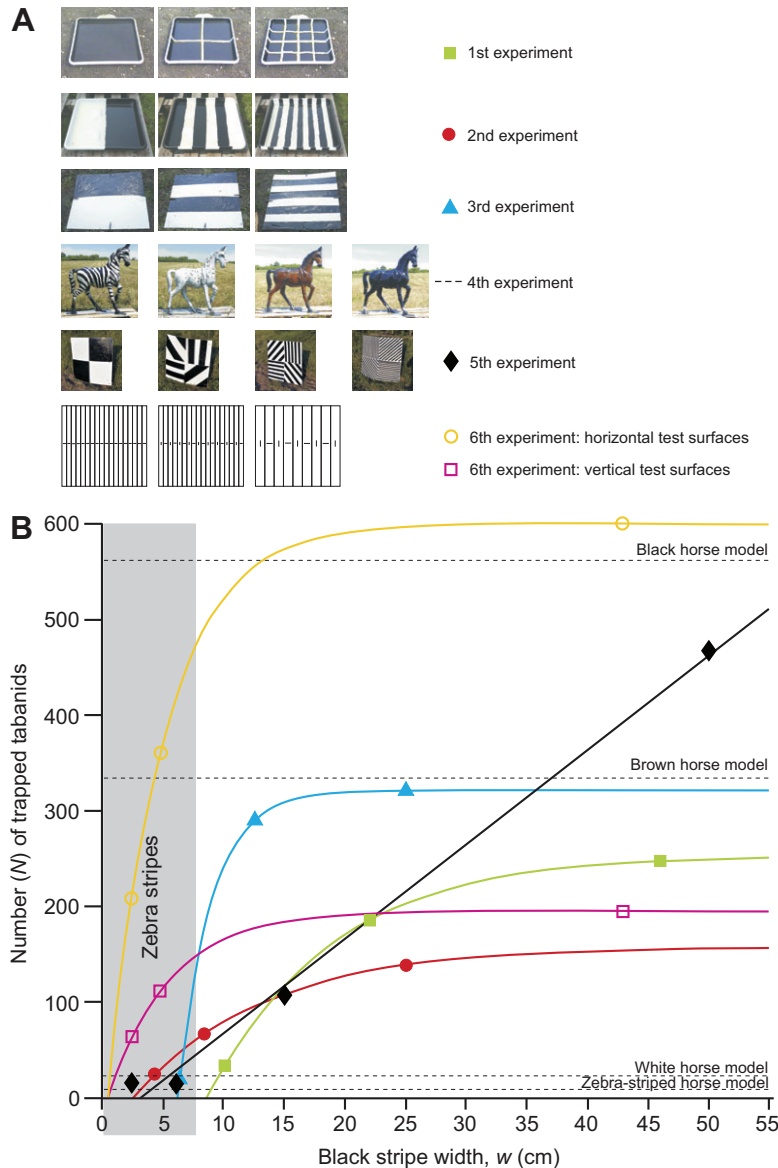 A
1st experiment
2nd experiment
3rd experiment
4th experiment
5th experiment
6th experiment: horizontal test surfaces
6th experiment: vertical test surfaces
B
600
500
400
300
200
100
0
Number (N) of trapped tabanids
Zebra stripes
Black horse model
Brown horse model
White horse model
Zebra-striped horse model
0 5 10 15 20 25 30 35 40 45 50 55
Black stripe width, w (cm)